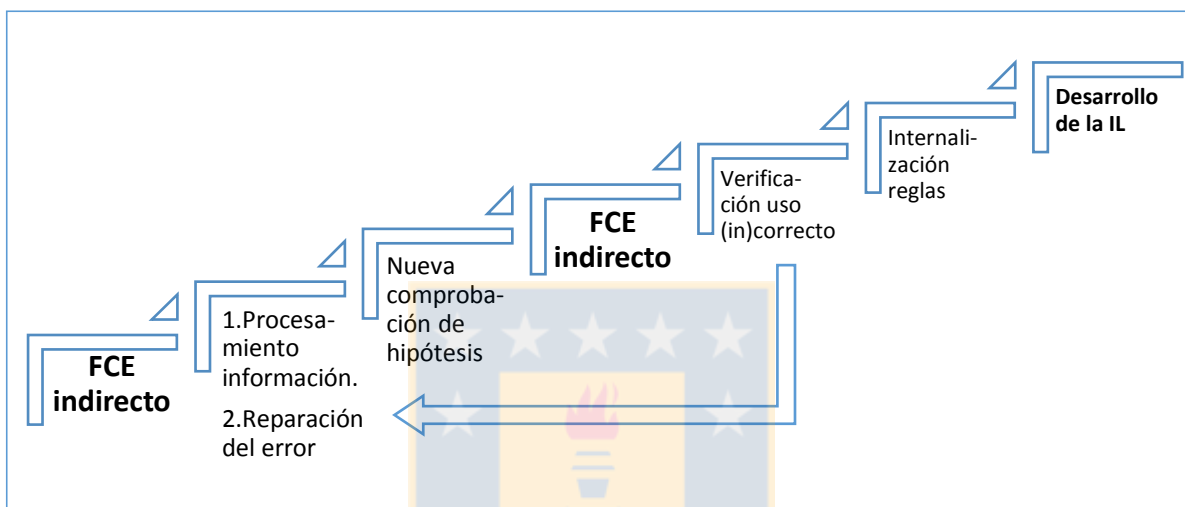 FCE
indirecto
1.Procesa-
miento
información.
2.Reparación
del error
Nueva
comproba-
ción de
hipótesis
FCE
indirecto
Verifica-
ción uso
(in)correcto
Internali-
zación
reglas
Desarrollo
de la IL